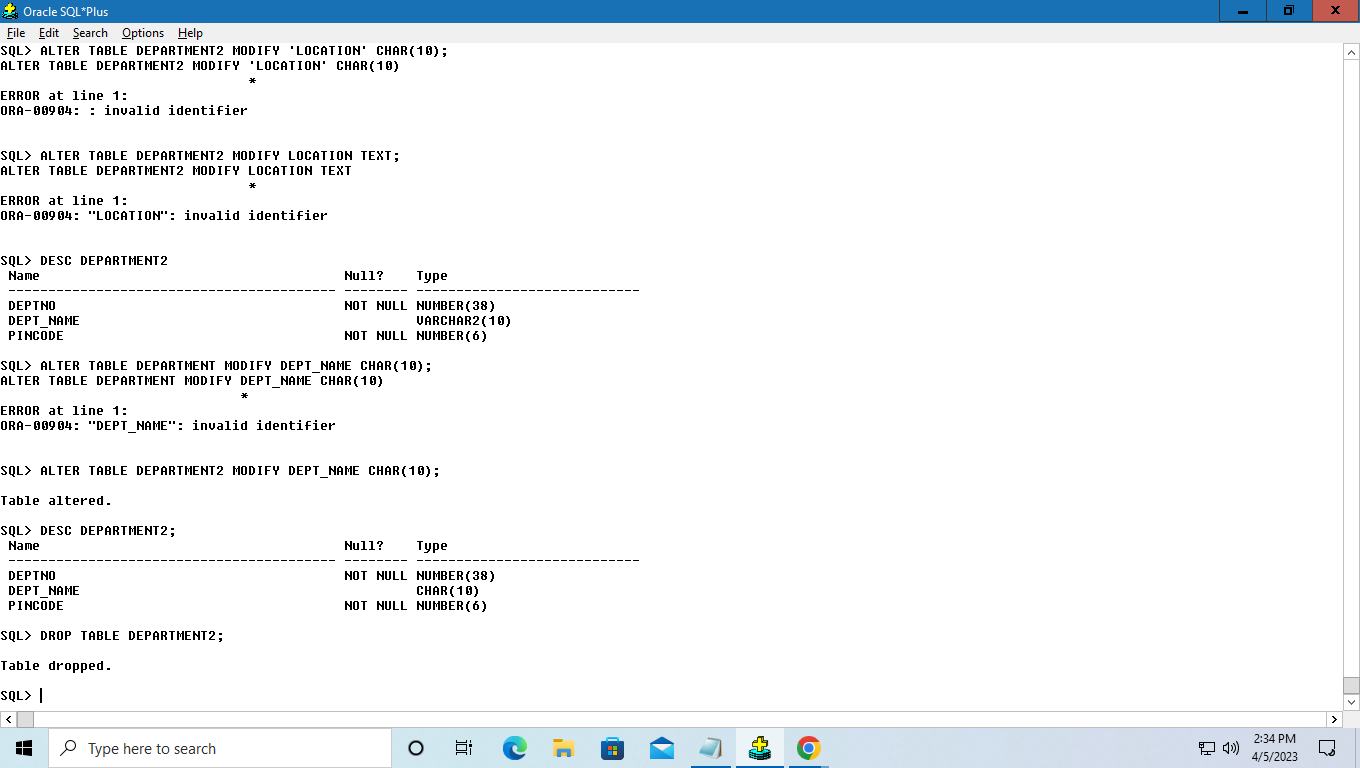 Oracle SQL*Plus
File Edit Search Options Help
SQL> ALTER TABLE DEPARTMENT2 MODIFY 'LOCATION' CHAR(10);
ALTER TABLE DEPARTMENT2 MODIFY 'LOCATION' CHAR(10)
                               *
ERROR at line 1:
ORA-00904: : invalid identifier
SQL> ALTER TABLE DEPARTMENT2 MODIFY LOCATION TEXT;
ALTER TABLE DEPARTMENT2 MODIFY LOCATION TEXT
                               *
ERROR at line 1:
ORA-00904: "LOCATION": invalid identifier
SQL> DESC DEPARTMENT2
 Name                                      Null?    Type
 ----------------------------------------- -------- ----------------------------
 DEPTNO                                    NOT NULL NUMBER(38)
 DEPT_NAME                                          VARCHAR2(10)
 PINCODE                                   NOT NULL NUMBER(6)
SQL> ALTER TABLE DEPARTMENT MODIFY DEPT_NAME CHAR(10);
ALTER TABLE DEPARTMENT MODIFY DEPT_NAME CHAR(10)
                              *
ERROR at line 1:
ORA-00904: "DEPT_NAME": invalid identifier
SQL> ALTER TABLE DEPARTMENT2 MODIFY DEPT_NAME CHAR(10);
Table altered.
SQL> DESC DEPARTMENT2;
 Name                                      Null?    Type
 ----------------------------------------- -------- ----------------------------
 DEPTNO                                    NOT NULL NUMBER(38)
 DEPT_NAME                                          CHAR(10)
 PINCODE                                   NOT NULL NUMBER(6)
SQL> DROP TABLE DEPARTMENT2;
Table dropped.
SQL>
Type here to search
2:34 PM
4/5/2023